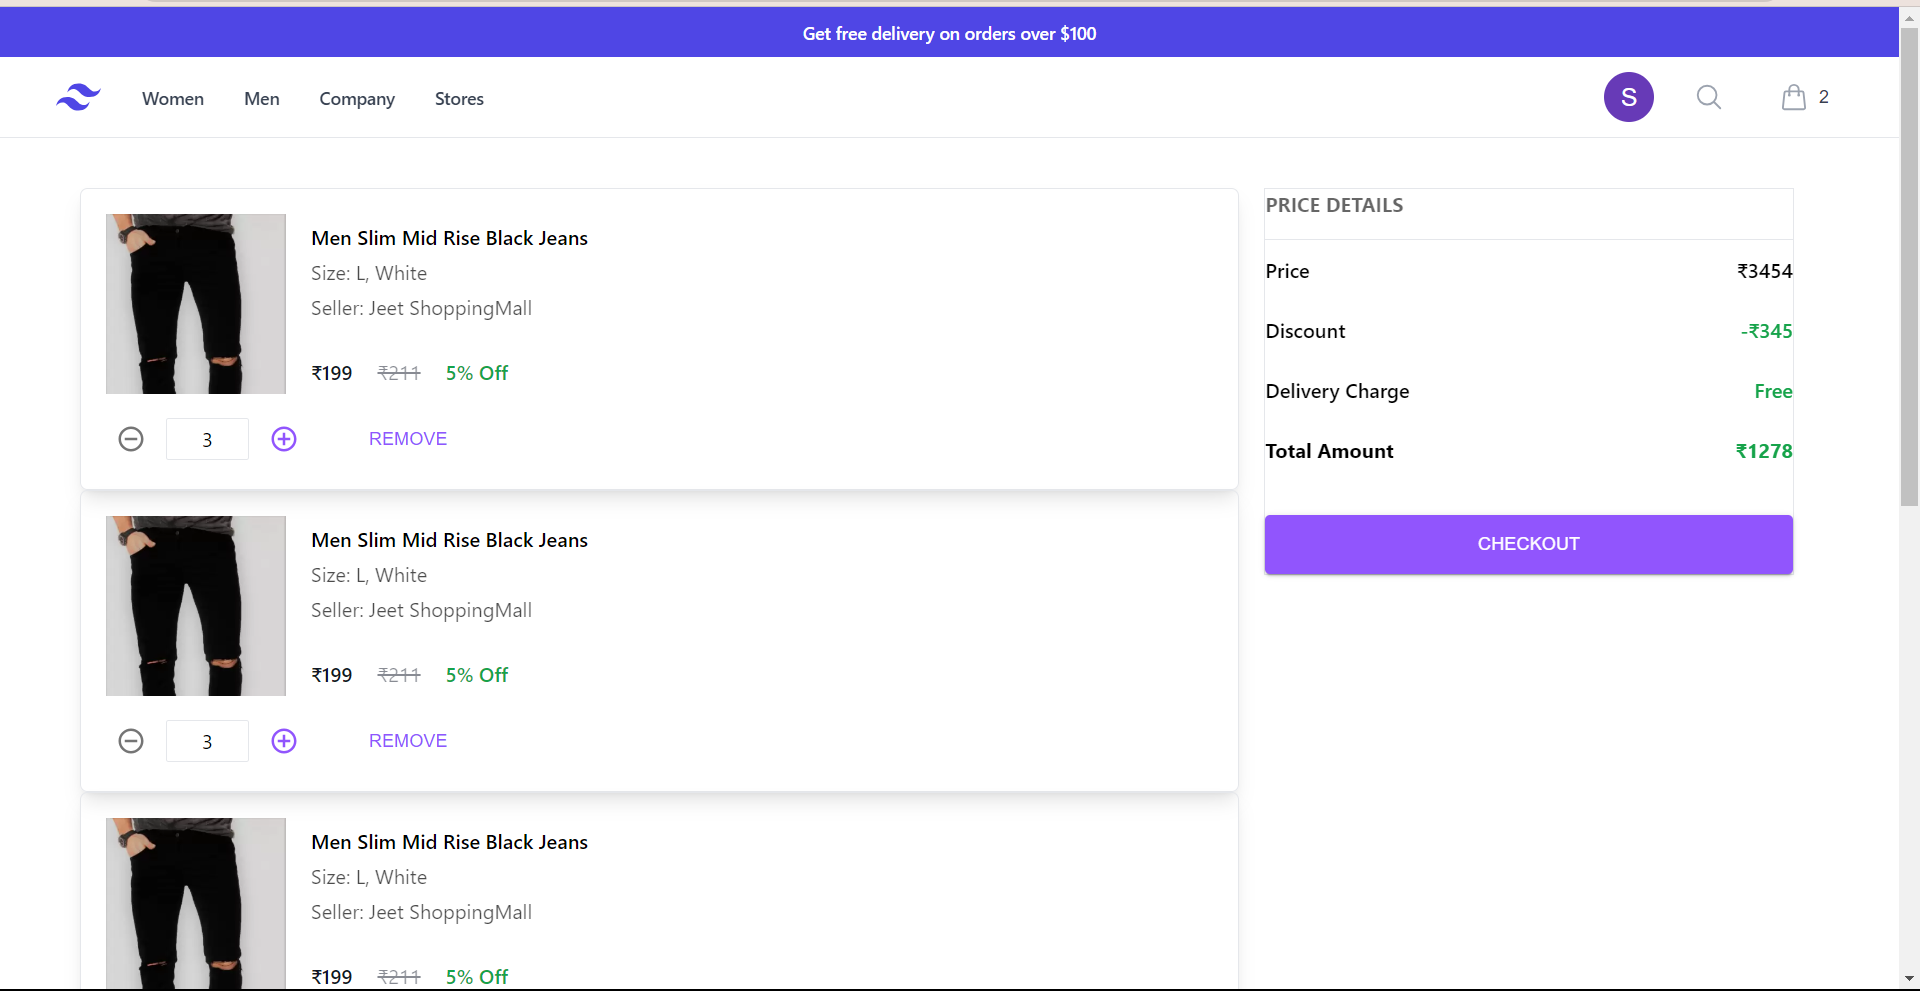 Get free delivery on orders over $100
Women Men Company Stores S 2
Men Slim Mid Rise Black Jeans
Size: L, White
Seller: Jeet ShoppingMall
₹199 ₹211 5% Off
3 REMOVE
Men Slim Mid Rise Black Jeans
Size: L, White
Seller: Jeet ShoppingMall
₹199 ₹211 5% Off
3 REMOVE
Men Slim Mid Rise Black Jeans
Size: L, White
Seller: Jeet ShoppingMall
₹199 ₹211 5% Off
PRICE DETAILS
Price ₹3454
Discount -₹345
Delivery Charge Free
Total Amount ₹1278
CHECKOUT